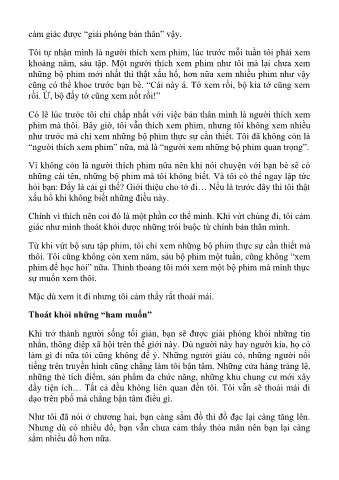 cảm giác được “giải phóng bản thân” vậy.
Tôi tự nhận mình là người thích xem phim, lúc trước mỗi tuần tôi phải xem
khoảng năm, sáu tập. Một người thích xem phim như tôi mà lại chưa xem
những bộ phim mới nhất thì thật xấu hổ, hơn nữa xem nhiều phim như vậy
cũng có thể khoe trước bạn bè. “Cái này á. Tớ xem rồi, bộ kia tớ cũng xem
rồi. Ừ, bộ đấy tớ cũng xem nốt rồi!”
Có lẽ lúc trước tôi chỉ chấp nhất với việc bản thân mình là người thích xem
phim mà thôi. Bây giờ, tôi vẫn thích xem phim, nhưng tôi không xem nhiều
như trước mà chỉ xem những bộ phim thực sự cần thiết. Tôi đã không còn là
“người thích xem phim” nữa, mà là “người xem những bộ phim quan trọng”.
Vì không còn là người thích phim nữa nên khi nói chuyện với bạn bè sẽ có
những cái tên, những bộ phim mà tôi không biết. Và tôi có thể ngay lập tức
hỏi bạn: Đấy là cái gì thế? Giới thiệu cho tớ đi… Nếu là trước đây thì tôi thật
xấu hổ khi không biết những điều này.
Chính vì thích nên coi đó là một phần cơ thể mình. Khi vứt chúng đi, tôi cảm
giác như mình thoát khỏi được những trói buộc từ chính bản thân mình.
Từ khi vứt bộ sưu tập phim, tôi chỉ xem những bộ phim thực sự cần thiết mà
thôi. Tôi cũng không còn xem năm, sáu bộ phim một tuần, cũng không “xem
phim để học hỏi” nữa. Thỉnh thoảng tôi mới xem một bộ phim mà mình thực
sự muốn xem thôi.
Mặc dù xem ít đi nhưng tôi cảm thấy rất thoải mái.
Thoát khỏi những “ham muốn”
Khi trở thành người sống tối giản, bạn sẽ được giải phóng khỏi những tin
nhắn, thông điệp xã hội trên thế giới này. Dù người này hay người kia, họ có
làm gì đi nữa tôi cũng không để ý. Những người giàu có, những người nổi
tiếng trên truyền hình cũng chẳng làm tôi bận tâm. Những cửa hàng tráng lệ,
những thẻ tích điểm, sản phẩm đa chức năng, những khu chung cư mới xây
đầy tiện ích… Tất cả đều không liên quan đến tôi. Tôi vẫn sẽ thoải mái đi
dạo trên phố mà chẳng bận tâm điều gì.
Như tôi đã nói ở chương hai, bạn càng sắm đồ thì đồ đạc lại càng tăng lên.
Nhưng dù có nhiều đồ, bạn vẫn chưa cảm thấy thỏa mãn nên bạn lại càng
sắm nhiều đồ hơn nữa.